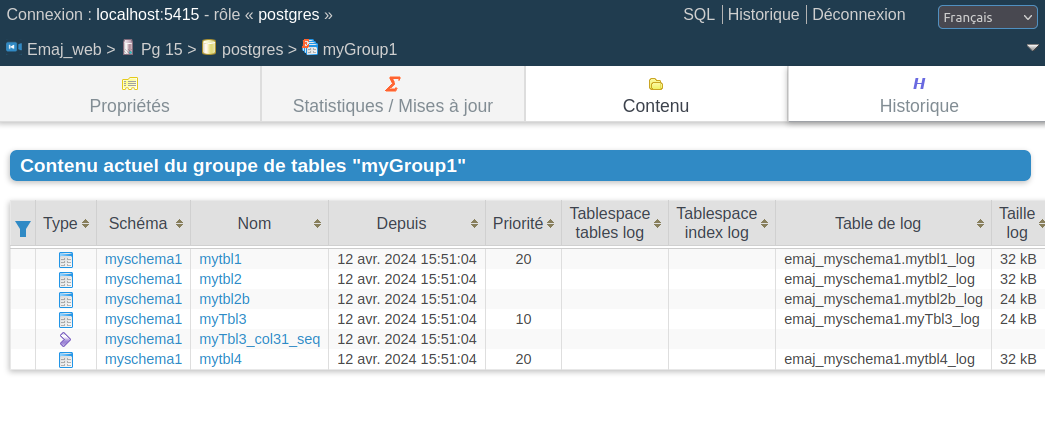 Connexion : localhost:5415 - rôle « postgres » SQL Historique Déconnexion Français
Emaj_web > Pg 15 > postgres > myGroup1
Propriétés Statistiques / Mises à jour Contenu Historique
Contenu actuel du groupe de tables "myGroup1"
Type Schéma Nom Depuis Priorité Tablespace tables log Tablespace index log Table de log Taille log
myschema1 mytbl1 12 avr. 2024 15:51:04 20 emaj_myschema1.mytbl1_log 32 kB
myschema1 mytbl2 12 avr. 2024 15:51:04 emaj_myschema1.mytbl2_log 32 kB
myschema1 mytbl2b 12 avr. 2024 15:51:04 emaj_myschema1.mytbl2b_log 24 kB
myschema1 myTbl3 12 avr. 2024 15:51:04 10 emaj_myschema1.myTbl3_log 24 kB
myschema1 myTbl3_col31_seq 12 avr. 2024 15:51:04
myschema1 mytbl4 12 avr. 2024 15:51:04 20 emaj_myschema1.mytbl4_log 32 kB